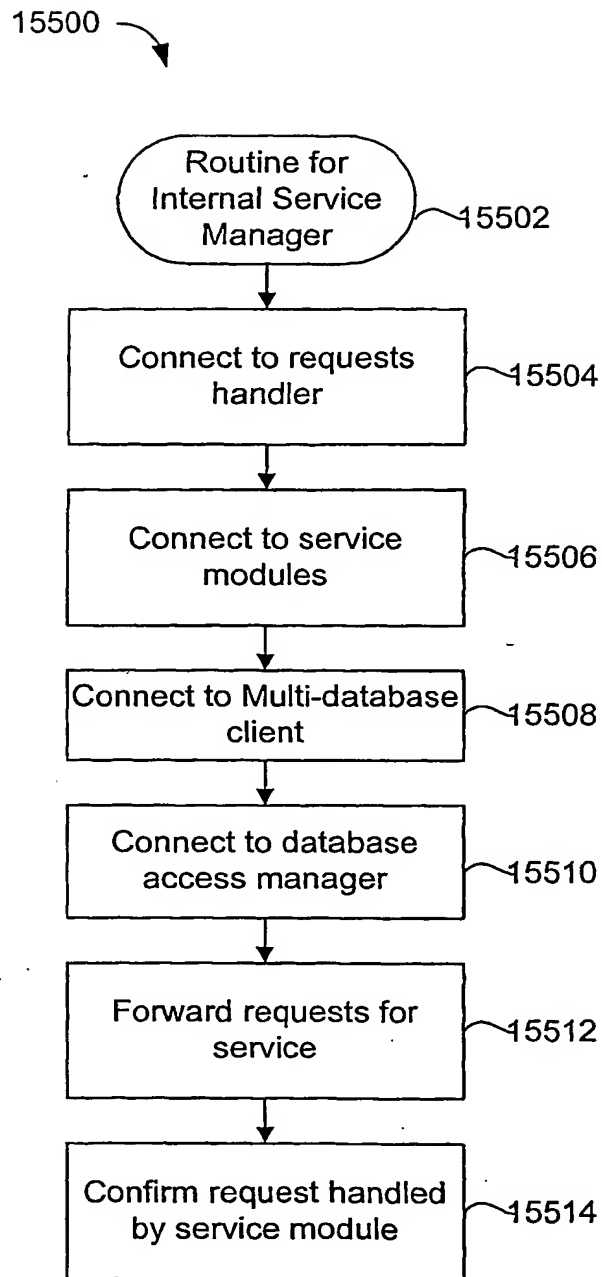 15500
Routine for
Internal Service
Manager
15502
Connect to requests
handler
15504
Connect to service
modules
15506
Connect to Multi-database
client
15508
Connect to database
access manager
15510
Forward requests for
service
15512
Confirm request handled
by service module
15514